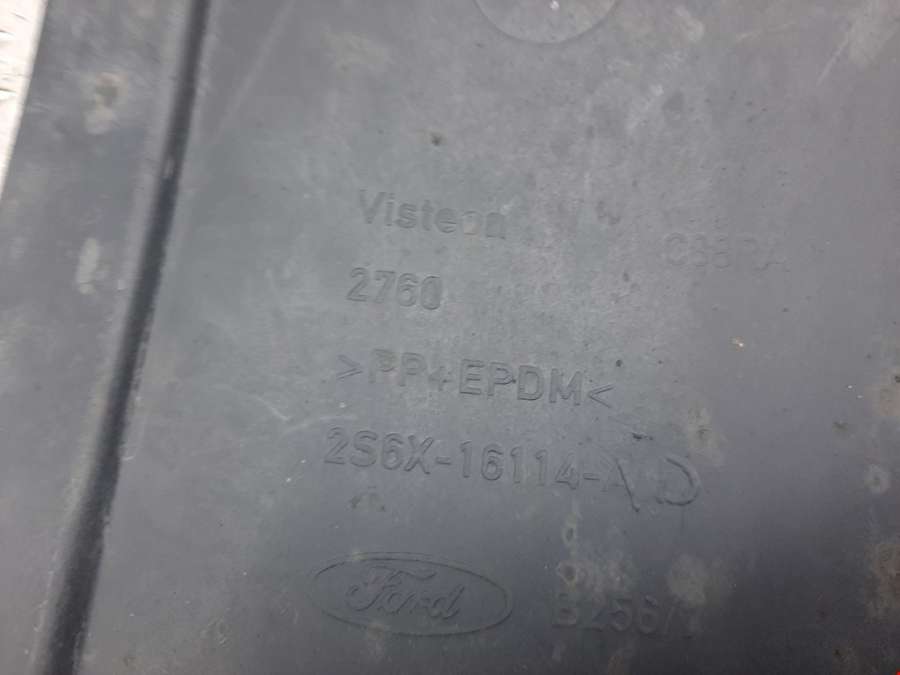 Visteon
2760
>PP+EPDM<
2S6X-16114-AD
Ford